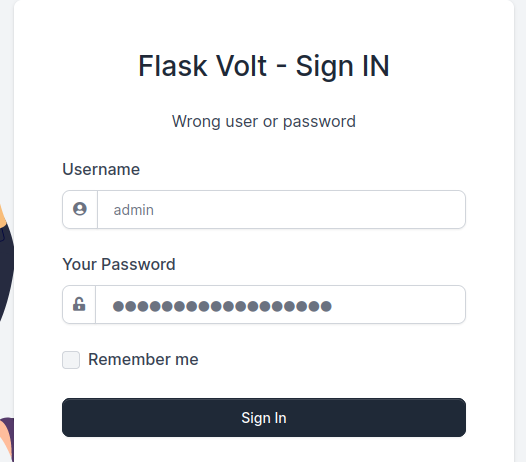 Flask Volt - Sign IN
Wrong user or password
Username
admin
Your Password
●●●●●●●●●●●●●●●●●●
Remember me
Sign In